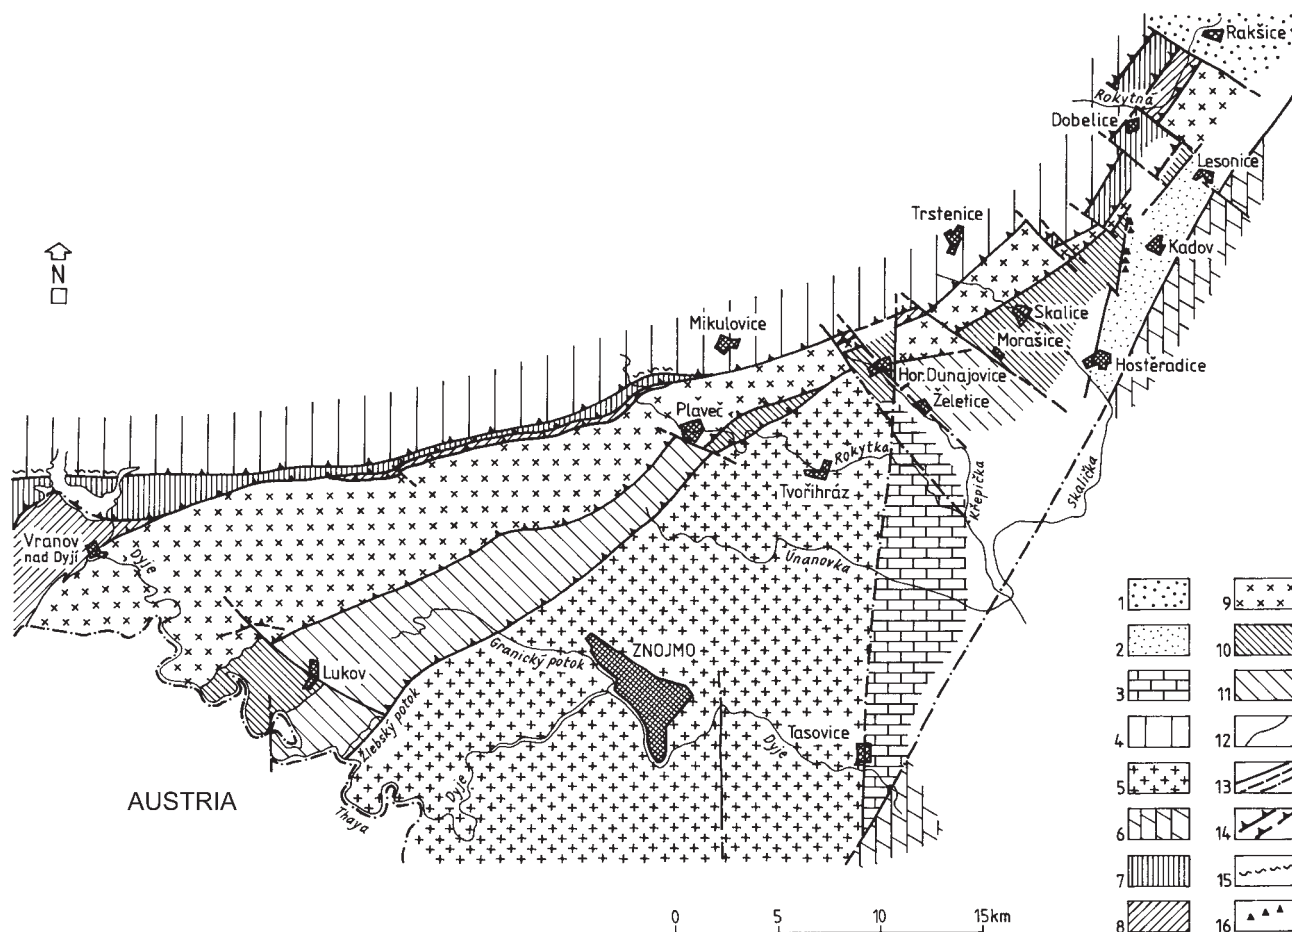 Rakšice
Rokytná
Dobelice
Lesonice
Trstenice
Kadov
N
Mikulovice
Skalice
Morašice
Hostěradice
Hor. Dunajovice
Želetice
Plaveč
Rokytka
Tvořihráz
Křepička
Skalička
Vranov
nad Dyjí
Dyje
Únanovka
Granický potok
ZNOJMO
Lukov
Žlebský potok
Tasovice
Dyje
Dyje
AUSTRIA
Thaya
1 9
2 10
3 11
4 12
5 13
6 14
7 15
8 16
0 5 10 15km